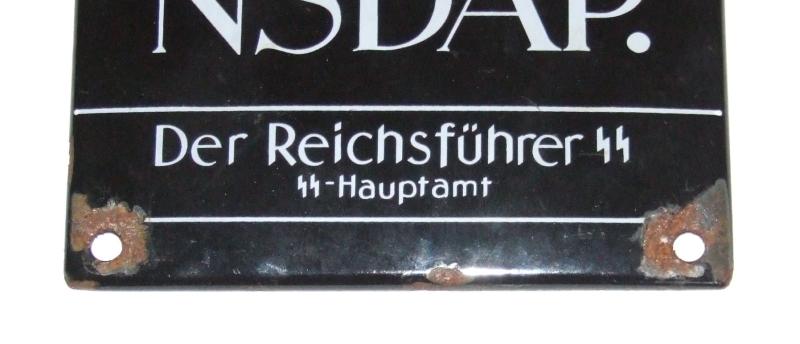 NSDAP.
Der Reichsführer ᛋᛋ
ᛋᛋ-Hauptamt